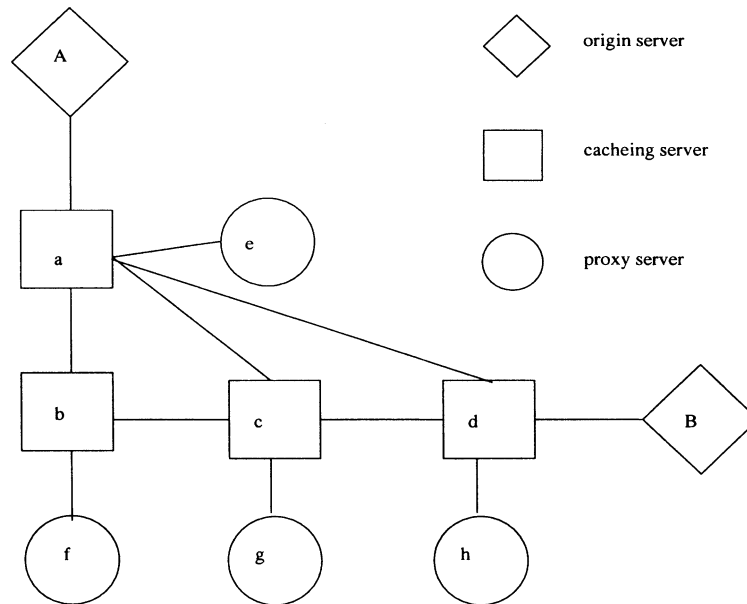 A
origin server
cacheing server
e
a
proxy server
b
c
d
B
f
g
h